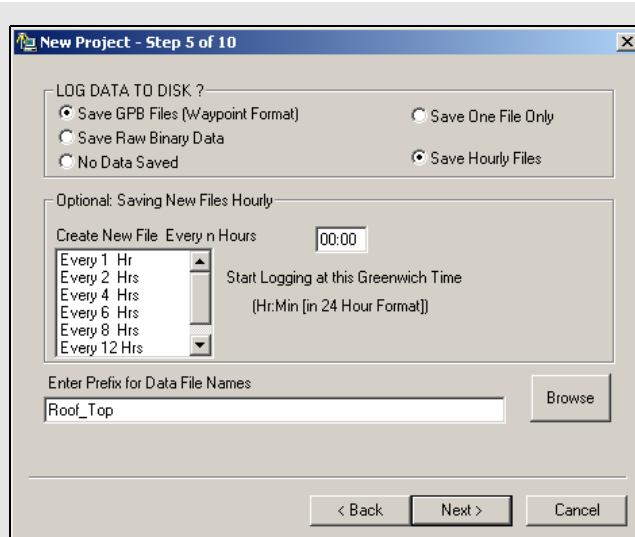 New Project - Step 5 of 10
LOG DATA TO DISK ?
Save GPB Files (Waypoint Format)
Save One File Only
Save Raw Binary Data
No Data Saved
Save Hourly Files
Optional: Saving New Files Hourly
Create New File Every n Hours
00:00
Every 1 Hr
Every 2 Hrs
Every 4 Hrs
Every 6 Hrs
Every 8 Hrs
Every 12 Hrs
Start Logging at this Greenwich Time
(Hr:Min [in 24 Hour Format])
Enter Prefix for Data File Names
Roof_Top
Browse
< Back
Next >
Cancel